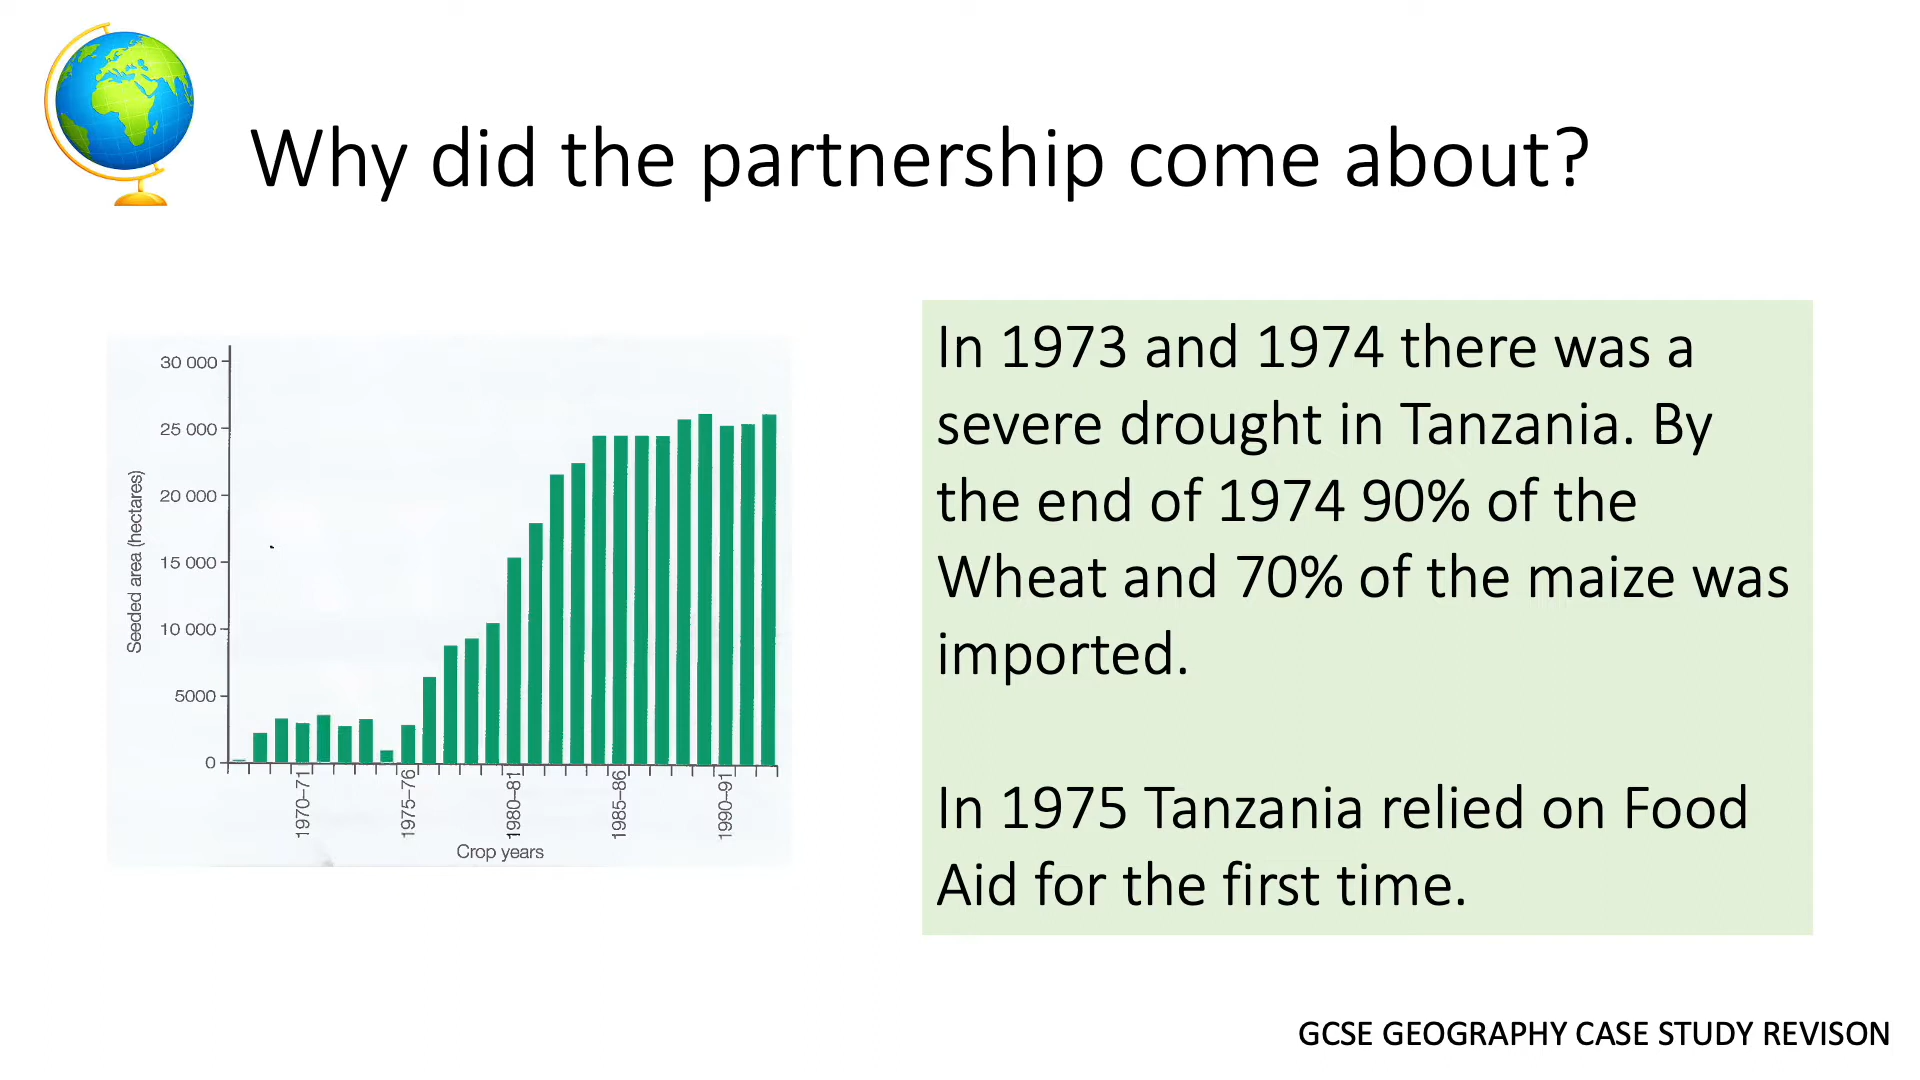 Why did the partnership come about?
30 000
25 000
20 000
15 000
10 000
5000
0
Seeded area (hectares)
1970–71
1975–76
1980–81
1985–86
1990–91
Crop years
In 1973 and 1974 there was a
severe drought in Tanzania. By
the end of 1974 90% of the
Wheat and 70% of the maize was
imported.
In 1975 Tanzania relied on Food
Aid for the first time.
GCSE GEOGRAPHY CASE STUDY REVISON